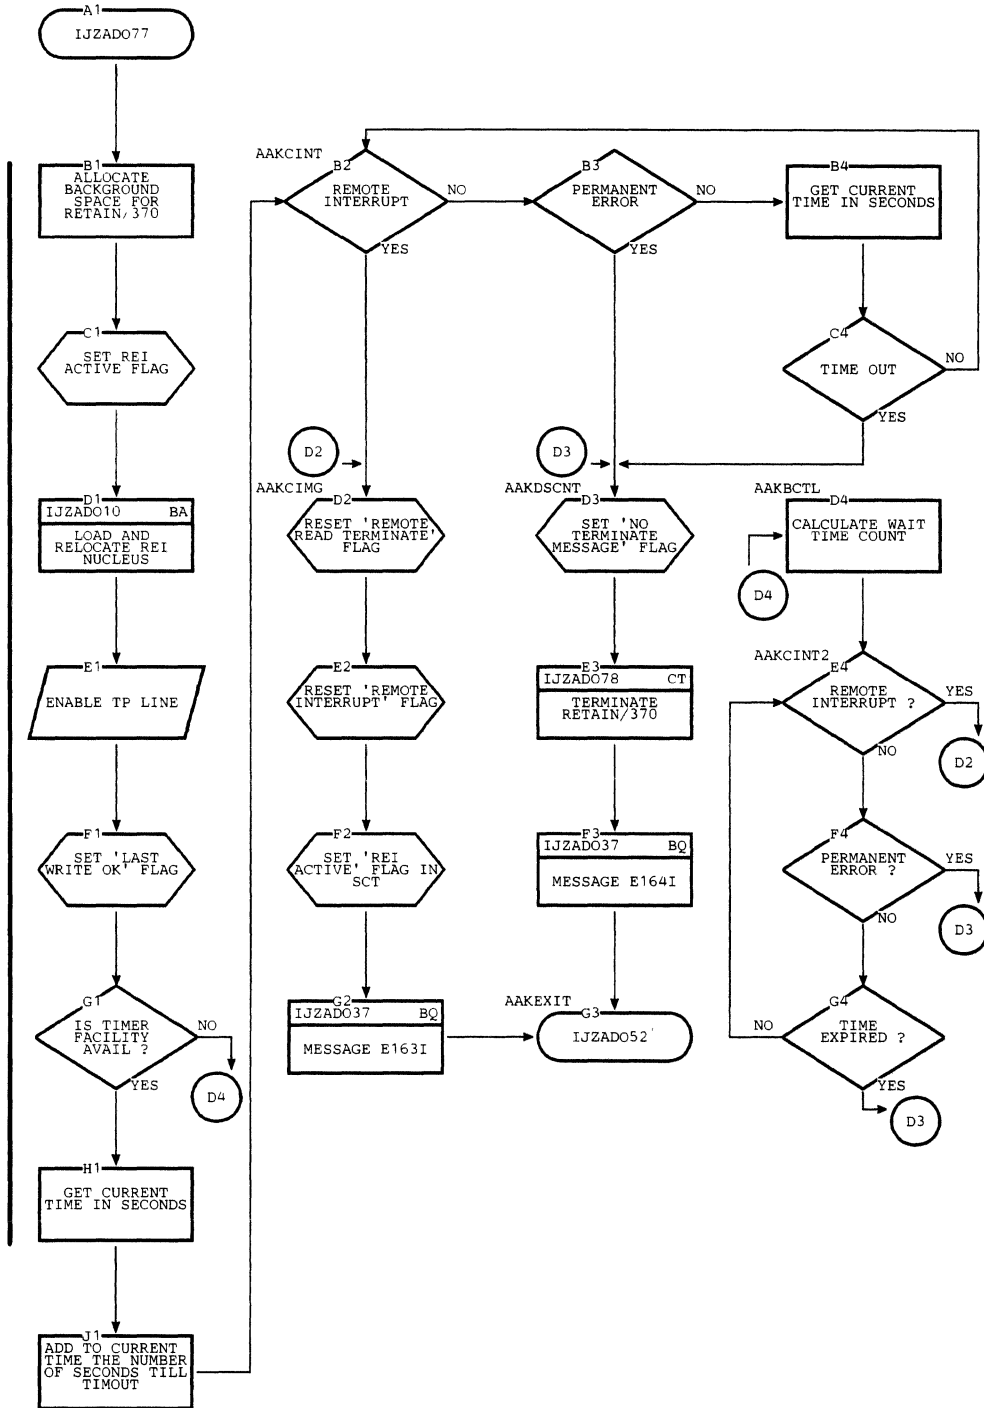 A1
IJZADO77
B1
ALLOCATE
BACKGROUND
SPACE FOR
RETAIN/370
C1
SET REI
ACTIVE FLAG
D1
IJZADO10 BA
LOAD AND
RELOCATE REI
NUCLEUS
E1
ENABLE TP LINE
F1
SET 'LAST
WRITE OK' FLAG
G1
IS TIMER
FACILITY
AVAIL ?
NO
YES
D4
H1
GET CURRENT
TIME IN SECONDS
J1
ADD TO CURRENT
TIME THE NUMBER
OF SECONDS TILL
TIMOUT
AAKCINT
B2
REMOTE
INTERRUPT
NO
YES
D2
AAKCIMG
D2
RESET 'REMOTE
READ TERMINATE'
FLAG
E2
RESET 'REMOTE
INTERRUPT' FLAG
F2
SET 'REI
ACTIVE' FLAG IN
SCT
G2
IJZADO37 BQ
MESSAGE E163I
B3
PERMANENT
ERROR
NO
YES
D3
AAKDSCNT
D3
SET 'NO
TERMINATE
MESSAGE' FLAG
E3
IJZADO78 CT
TERMINATE
RETAIN/370
F3
IJZADO37 BQ
MESSAGE E164I
AAKEXIT
G3
IJZADO52
B4
GET CURRENT
TIME IN SECONDS
C4
TIME OUT
NO
YES
AAKBCTL
D4
CALCULATE WAIT
TIME COUNT
D4
AAKCINT2
E4
REMOTE
INTERRUPT ?
YES
NO
D2
F4
PERMANENT
ERROR ?
YES
NO
D3
G4
TIME
EXPIRED ?
NO
YES
D3